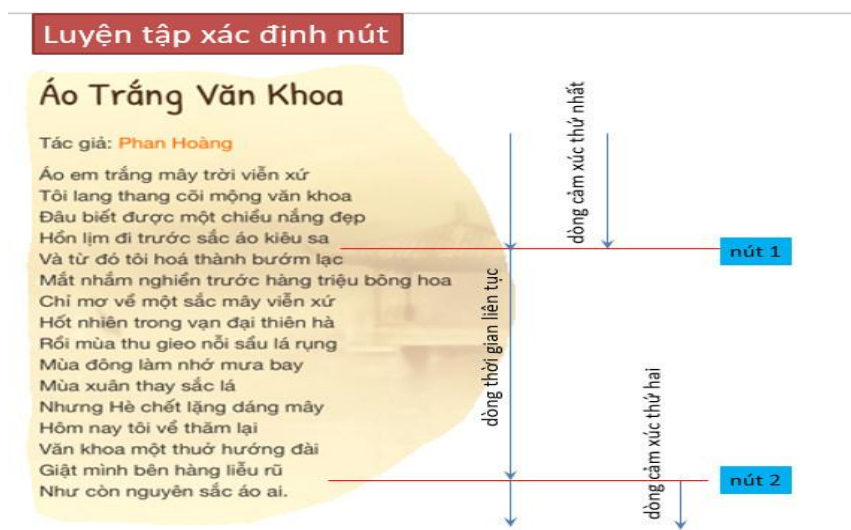 Luyện tập xác định nút
Áo Trắng Văn Khoa
Tác giả: Phan Hoàng
Áo em trắng mây trời viễn xứ
Tôi lang thang cõi mộng văn khoa
Đâu biết được một chiều nắng đẹp
Hồn lịm đi trước sắc áo kiêu sa
Và từ đó tôi hoá thành bướm lạc
Mắt nhắm nghiền trước hàng triệu bông hoa
Chỉ mơ về một sắc mây viễn xứ
Hốt nhiên trong vạn đại thiên hà
Rồi mùa thu gieo nỗi sầu lá rụng
Mùa đông làm nhớ mưa bay
Mùa xuân thay sắc lá
Nhưng Hè chết lặng dáng mây
Hôm nay tôi về thăm lại
Văn khoa một thuở hướng đài
Giật mình bên hàng liễu rũ
Như còn nguyên sắc áo ai.
dòng cảm xúc thứ nhất
nút 1
dòng thời gian liên tục
dòng cảm xúc thứ hai
nút 2